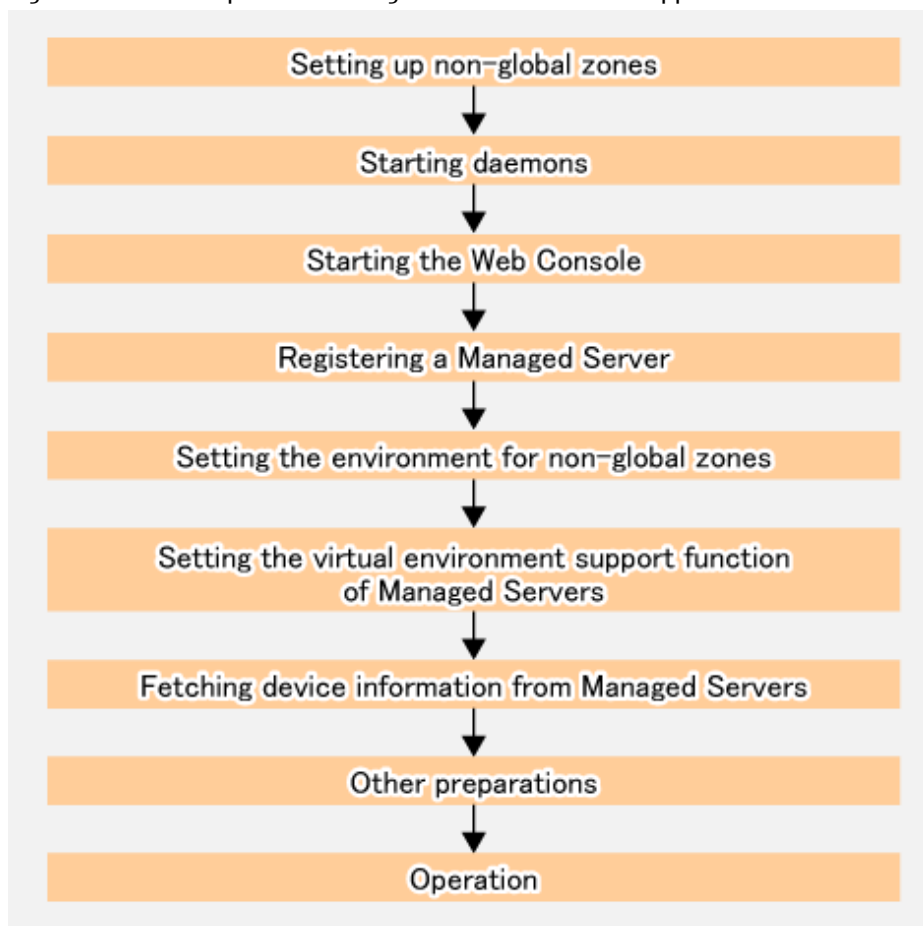 Setting up non-global zones
Starting daemons
Starting the Web Console
Registering a Managed Server
Setting the environment for non-global zones
Setting the virtual environment support function
of Managed Servers
Fetching device information from Managed Servers
Other preparations
Operation